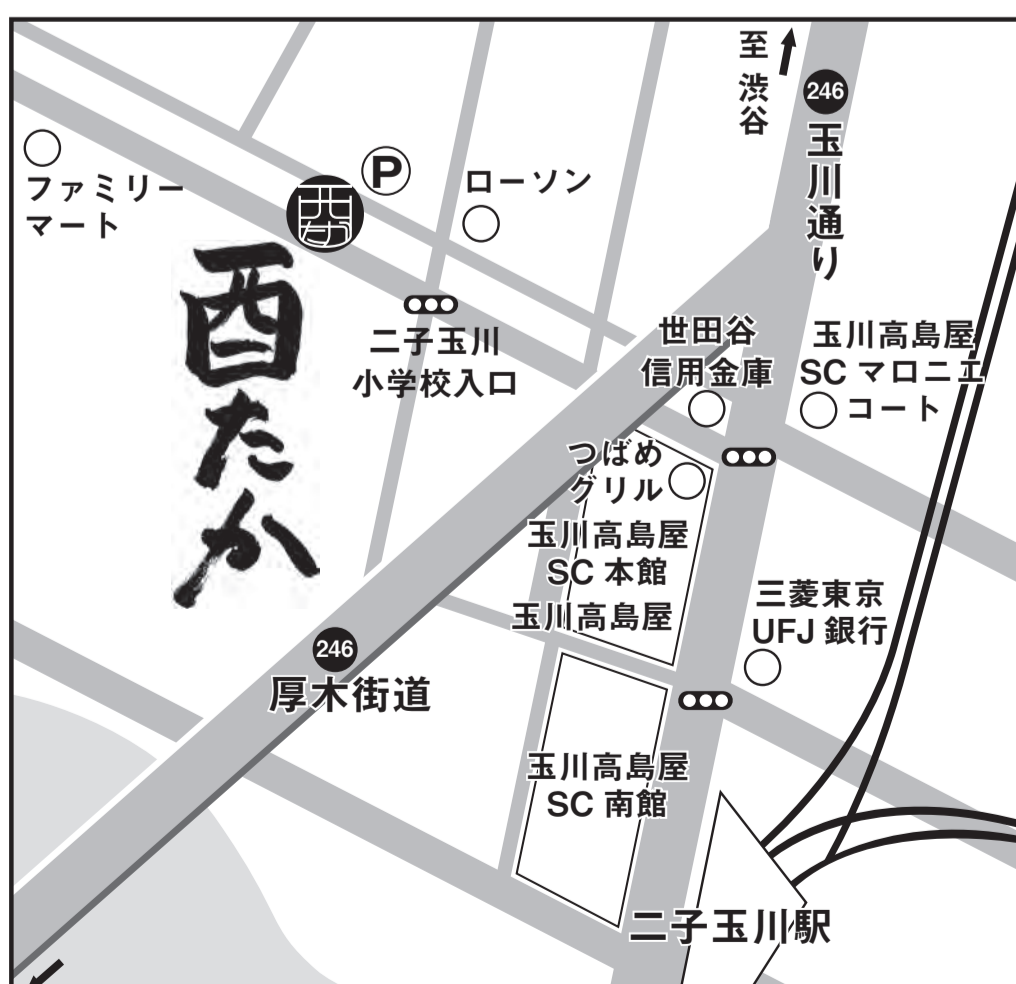 至渋谷
246
玉川通り
ファミリー
マート
P
ローソン
酉たか
酉たか
二子玉川
小学校入口
世田谷
信用金庫
玉川高島屋
SC マロニエ
コート
つばめ
グリル
玉川高島屋
SC 本館
玉川高島屋
三菱東京
UFJ 銀行
246
厚木街道
玉川高島屋
SC 南館
二子玉川駅